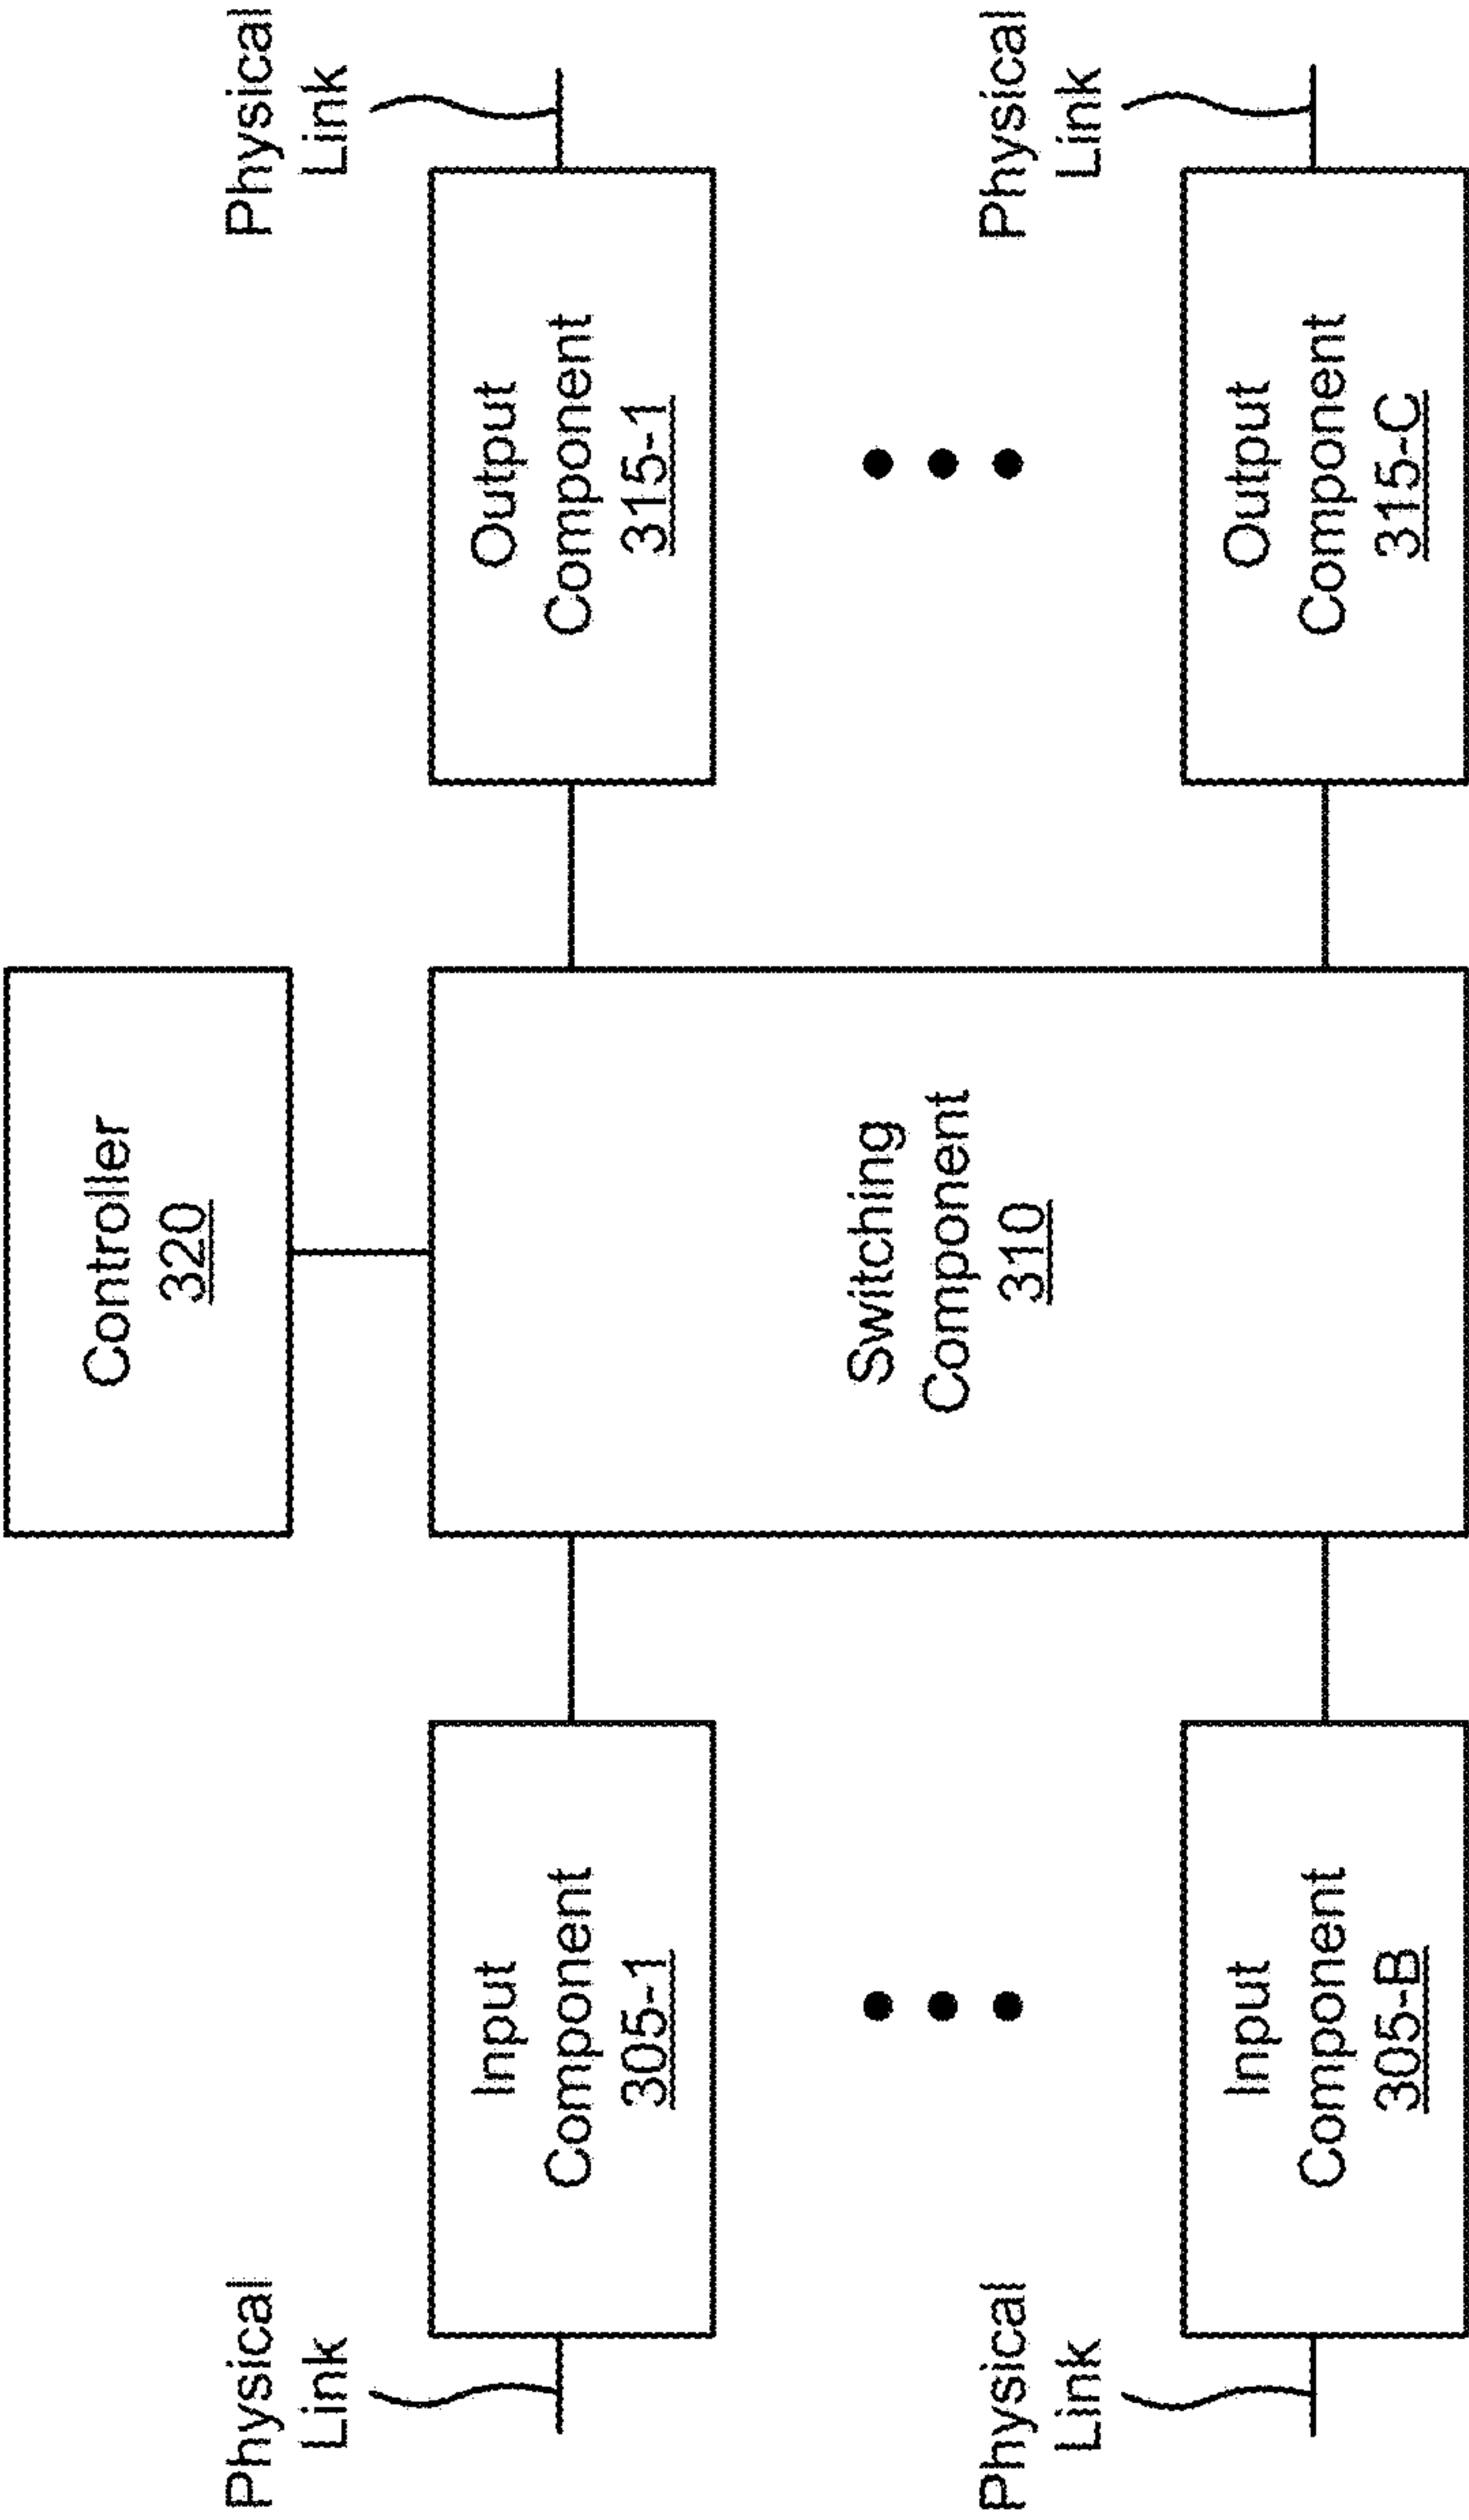 Controller
320
Physical
Link
Input
Component
305-1
Physical
Link
Output
Component
315-1
Switching
Component
310
Physical
Link
Input
Component
305-B
Physical
Link
Output
Component
315-C